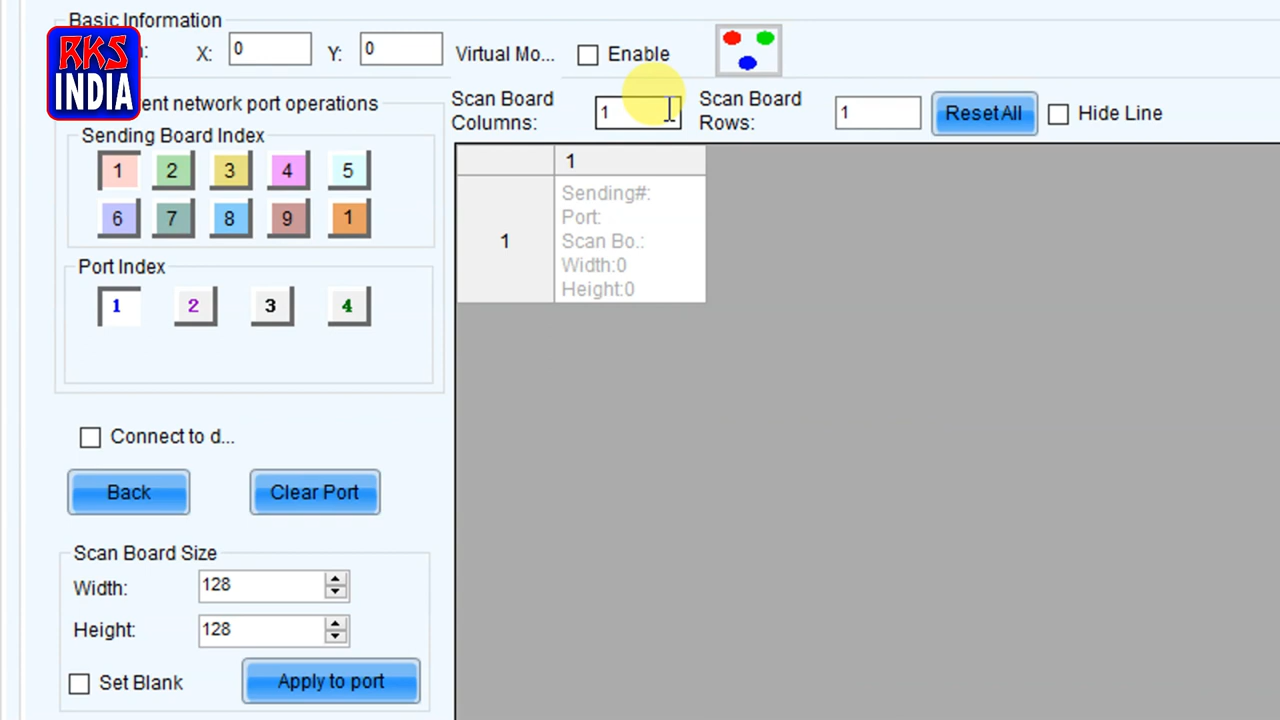 Basic Information
RKS
INDIA
X: 0 Y: 0 Virtual Mo... Enable
ent network port operations
Scan Board Columns: 1
Scan Board Rows: 1
Reset All Hide Line
Sending Board Index
1 2 3 4 5
6 7 8 9 1
Port Index
1 2 3 4
1
1
Sending#:
Port:
Scan Bo.:
Width:0
Height:0
Connect to d...
Back Clear Port
Scan Board Size
Width: 128
Height: 128
Set Blank Apply to port